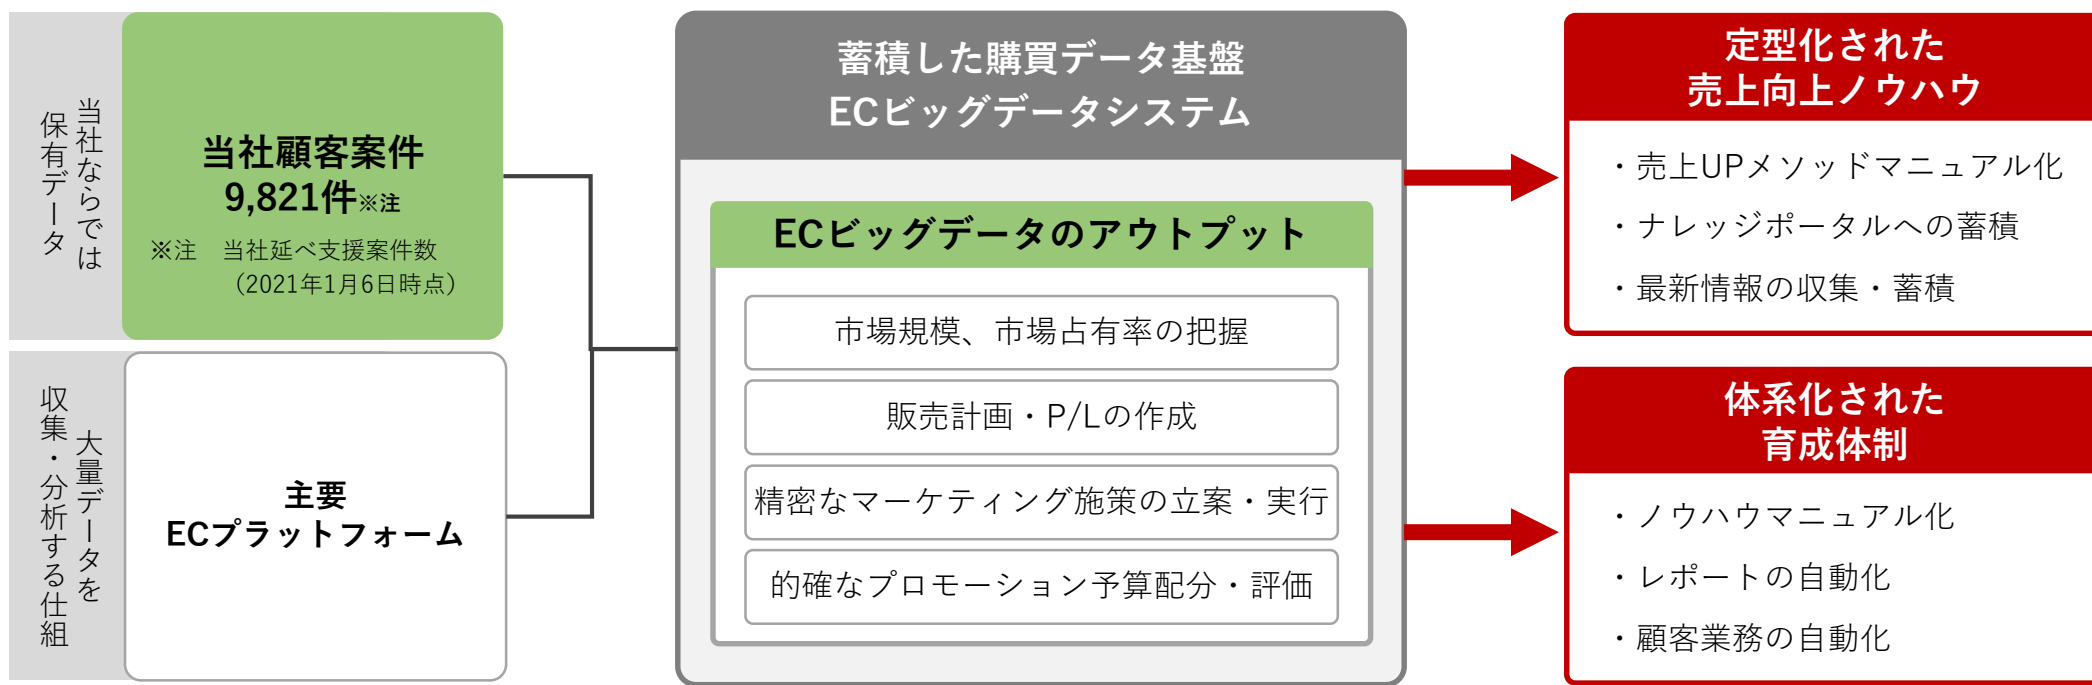 当社ならでは
保有データ
当社顧客案件
9,821件※注
※注　当社延べ支援案件数
（2021年1月6日時点）
大量データを
収集・分析する仕組
主要
ECプラットフォーム
蓄積した購買データ基盤
ECビッグデータシステム
ECビッグデータのアウトプット
市場規模、市場占有率の把握
販売計画・P/Lの作成
精密なマーケティング施策の立案・実行
的確なプロモーション予算配分・評価
定型化された
売上向上ノウハウ
・売上UPメソッドマニュアル化
・ナレッジポータルへの蓄積
・最新情報の収集・蓄積
体系化された
育成体制
・ノウハウマニュアル化
・レポートの自動化
・顧客業務の自動化